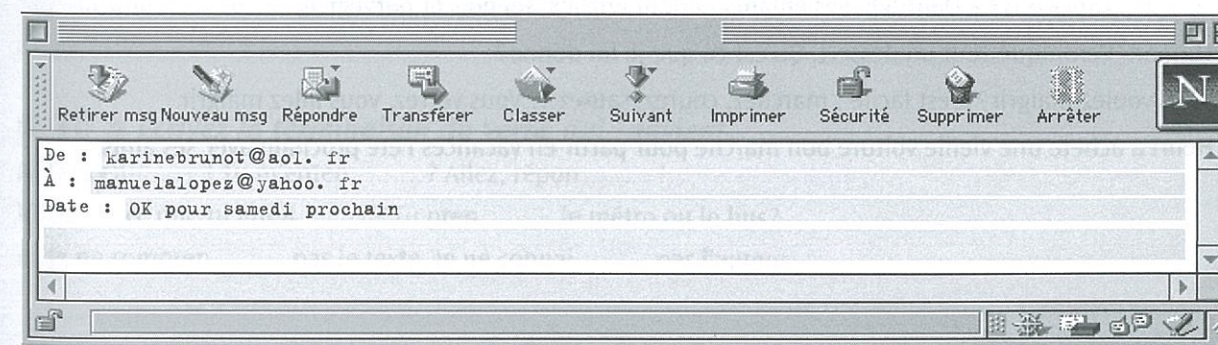 Retirer msg Nouveau msg Répondre Transférer Classer Suivant Imprimer Sécurité Supprimer Arrêter N
De : karinebrunot@aol. fr
À : manuelalopez@yahoo. fr
Date : OK pour samedi prochain